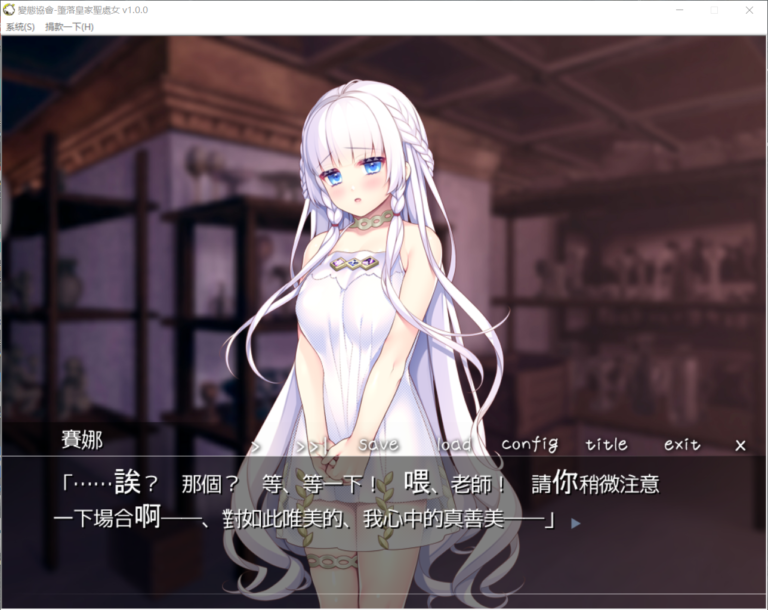 變態協會-墮落皇家聖處女 v1.0.0
系統(S) 捐款一下(H)
賽娜
> >>| save load config title exit x
「……誒？ 那個？ 等、等一下！ 喂、老師！ 請你稍微注意
一下場合啊——、對如此唯美的、我心中的真善美——」